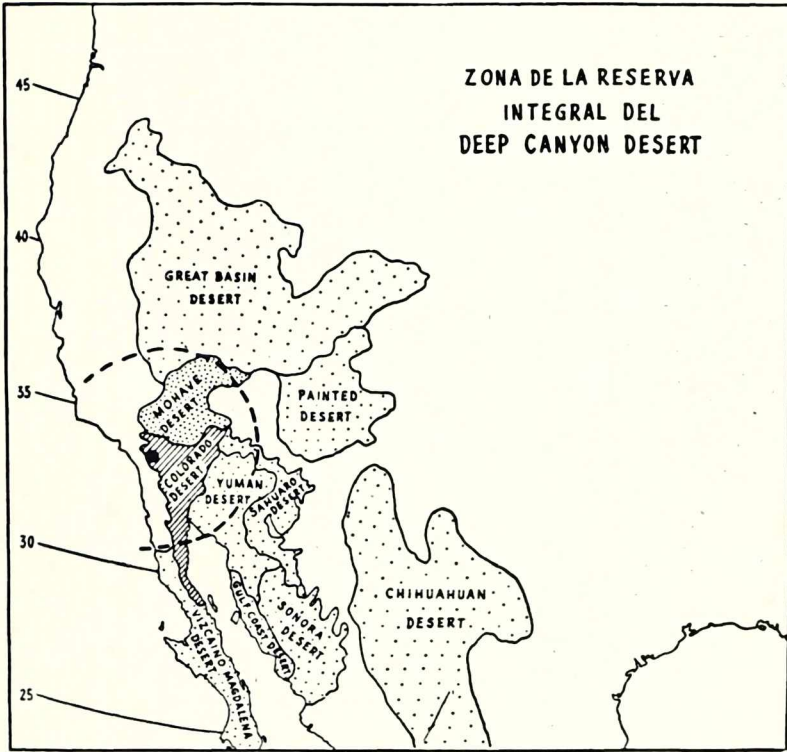 ZONA DE LA RESERVA
INTEGRAL DEL
DEEP CANYON DESERT
45
40
GREAT BASIN
DESERT
35
MOHAVE
DESERT
PAINTED
DESERT
COLORADO
DESERT
YUMAN
DESERT
SAHUARO
DESERT
30
CHIHUAHUAN
DESERT
GULF COAST DESERT
SONORA
DESERT
VIZCAINO MAGDALENA
DESERT
25